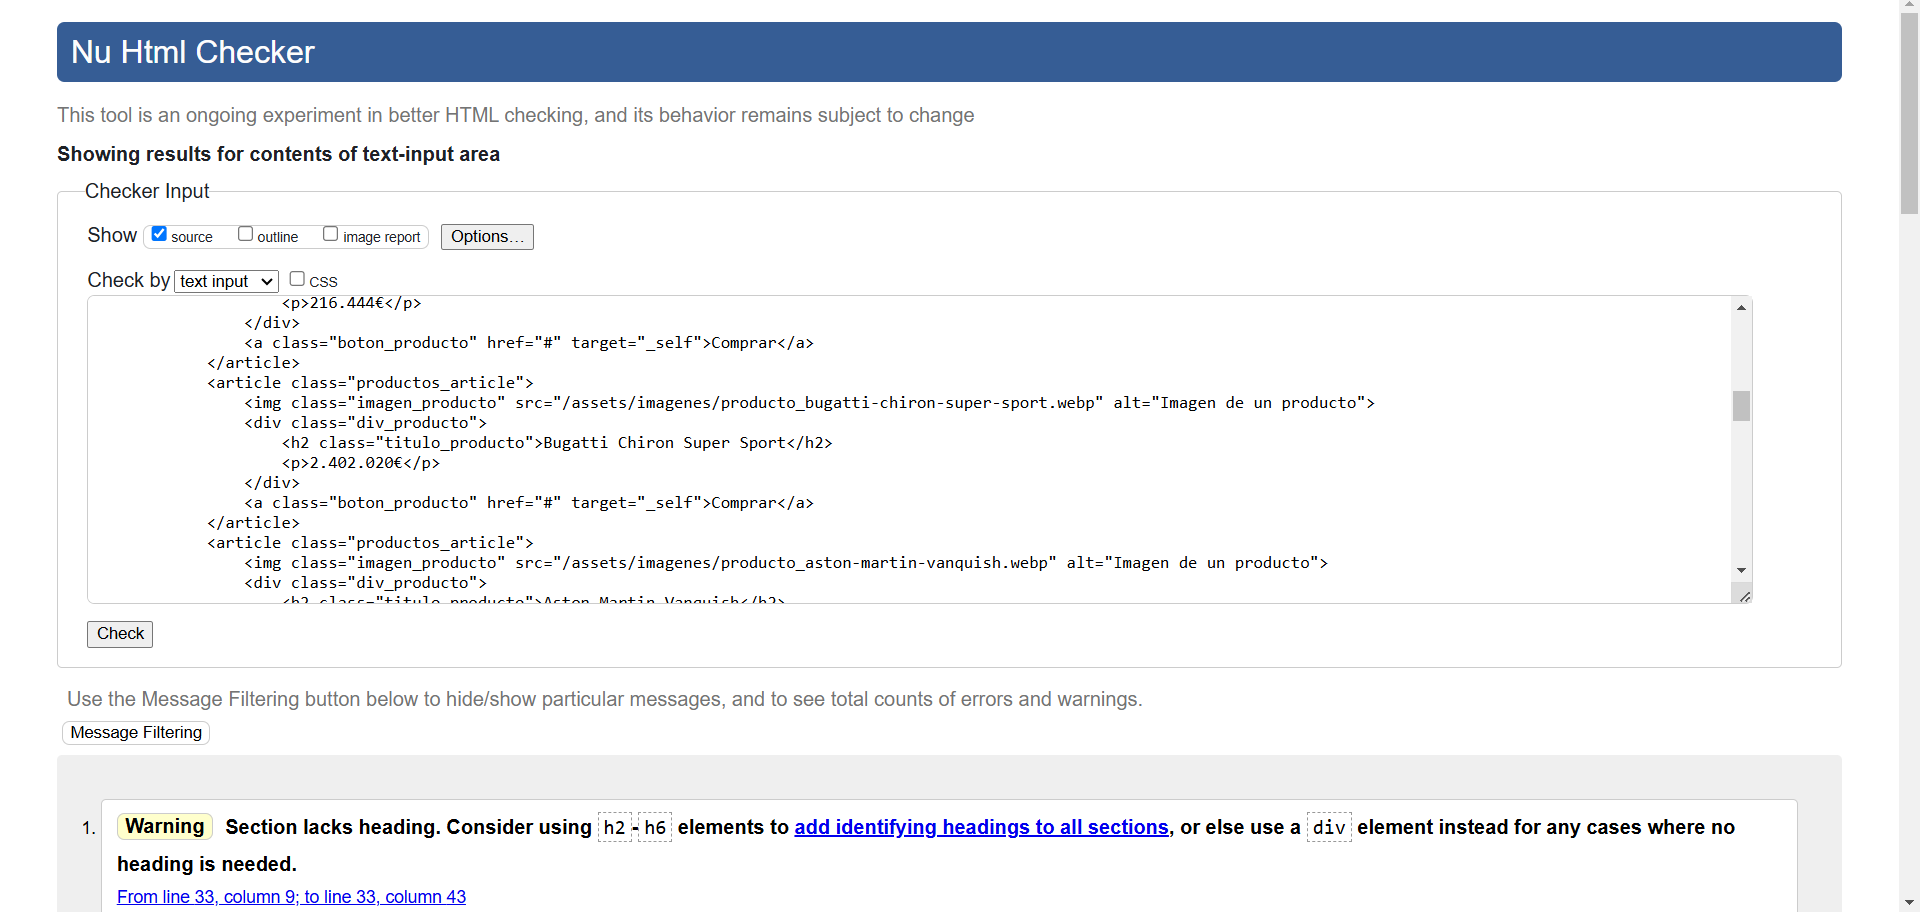 Nu Html Checker
This tool is an ongoing experiment in better HTML checking, and its behavior remains subject to change
Showing results for contents of text-input area
Checker Input
Show source outline image report Options…
Check by text input CSS
<p>216.444€</p>
</div>
<a class="boton_producto" href="#" target="_self">Comprar</a>
</article>
<article class="productos_article">
<img class="imagen_producto" src="/assets/imagenes/producto_bugatti-chiron-super-sport.webp" alt="Imagen de un producto">
<div class="div_producto">
<h2 class="titulo_producto">Bugatti Chiron Super Sport</h2>
<p>2.402.020€</p>
</div>
<a class="boton_producto" href="#" target="_self">Comprar</a>
</article>
<article class="productos_article">
<img class="imagen_producto" src="/assets/imagenes/producto_aston-martin-vanquish.webp" alt="Imagen de un producto">
<div class="div_producto">
<h2 class="titulo_producto">Aston Martin Vanquish</h2>
Check
Use the Message Filtering button below to hide/show particular messages, and to see total counts of errors and warnings.
Message Filtering
1. Warning Section lacks heading. Consider using h2-h6 elements to add identifying headings to all sections, or else use a div element instead for any cases where no
heading is needed.
From line 33, column 9; to line 33, column 43